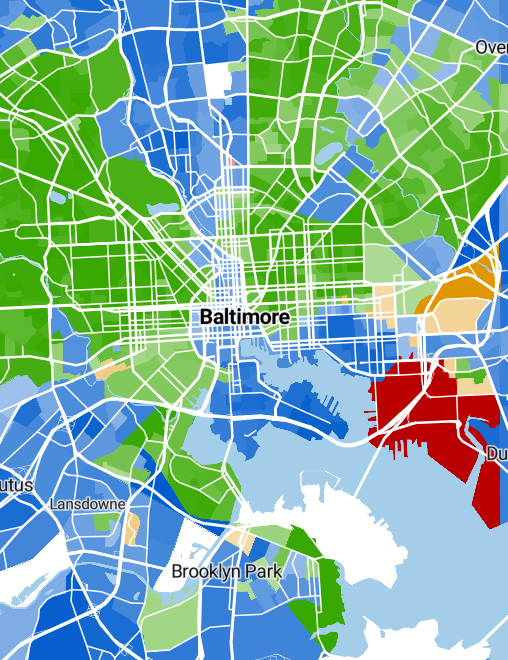 Over
Baltimore
utus
Lansdowne
Du
Brooklyn Park